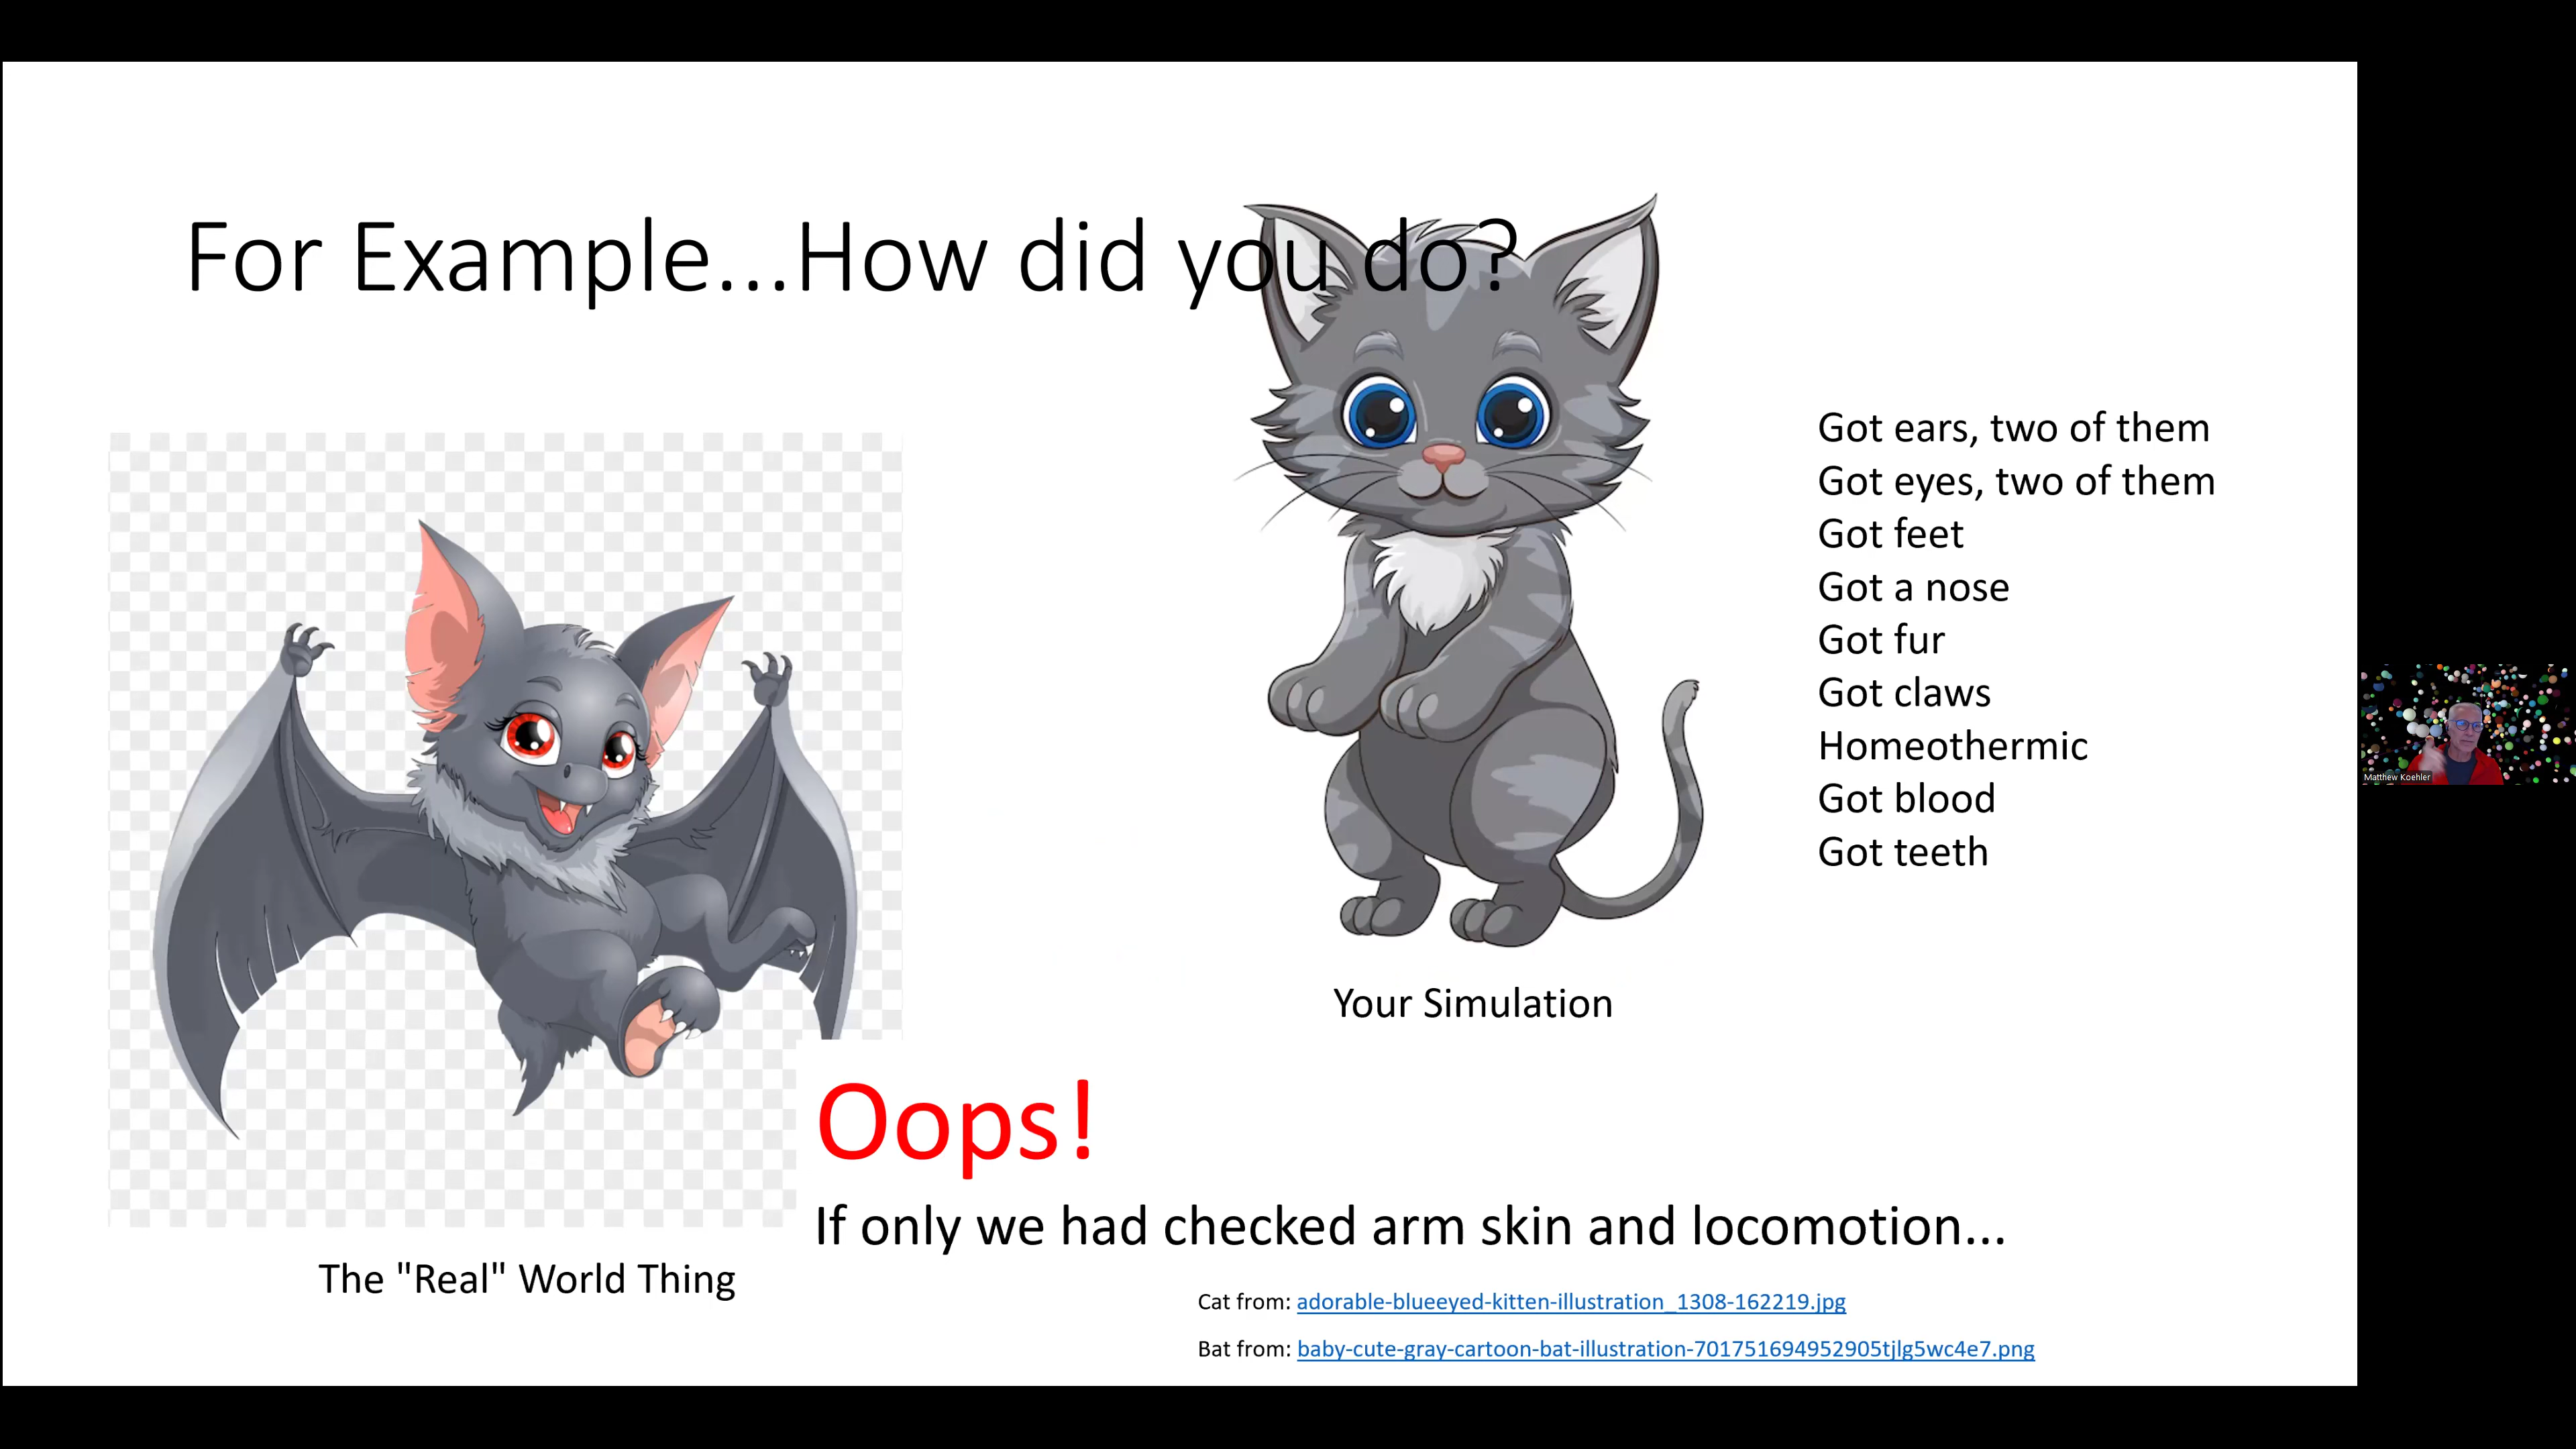 For Example...How did you do?
Got ears, two of them
Got eyes, two of them
Got feet
Got a nose
Got fur
Got claws
Homeothermic
Got blood
Got teeth
Your Simulation
Oops!
If only we had checked arm skin and locomotion...
The "Real" World Thing
Cat from: adorable-blueeyed-kitten-illustration_1308-162219.jpg
Bat from: baby-cute-gray-cartoon-bat-illustration-701751694952905tjlg5wc4e7.png
Matthew Koehler